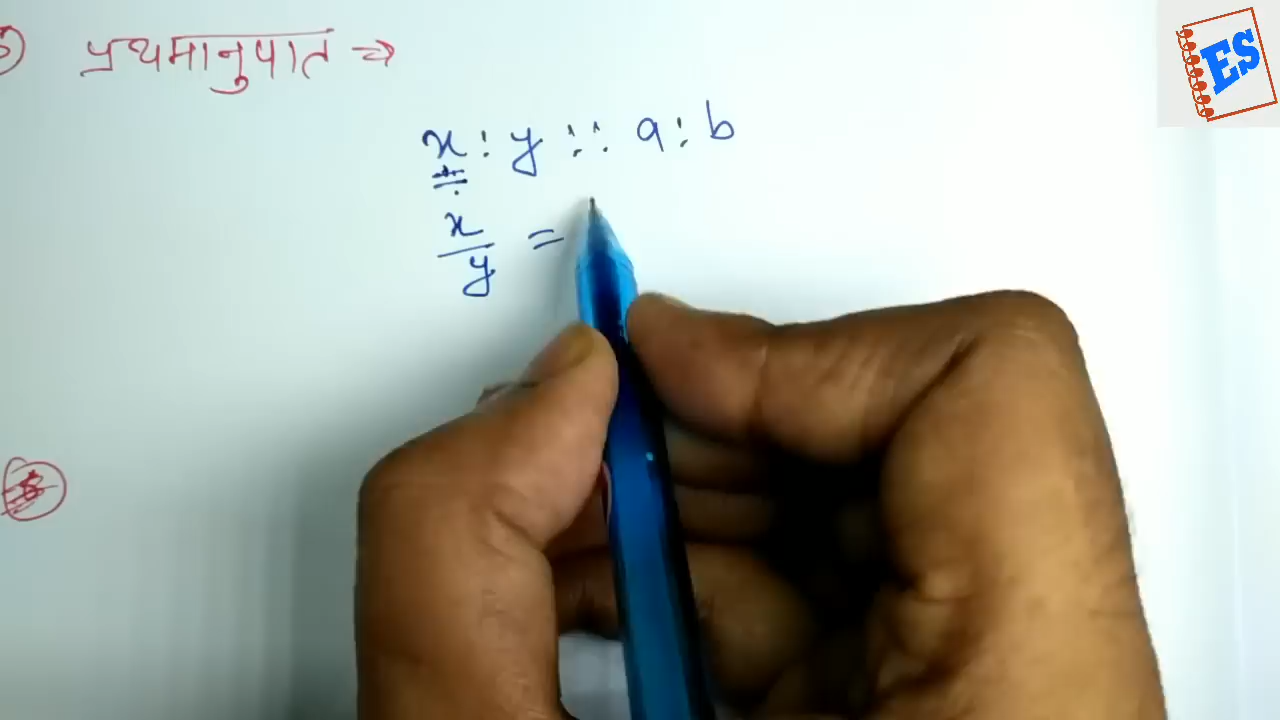 प्रथमानुपात →
ES
x : y :: a : b
x/y =